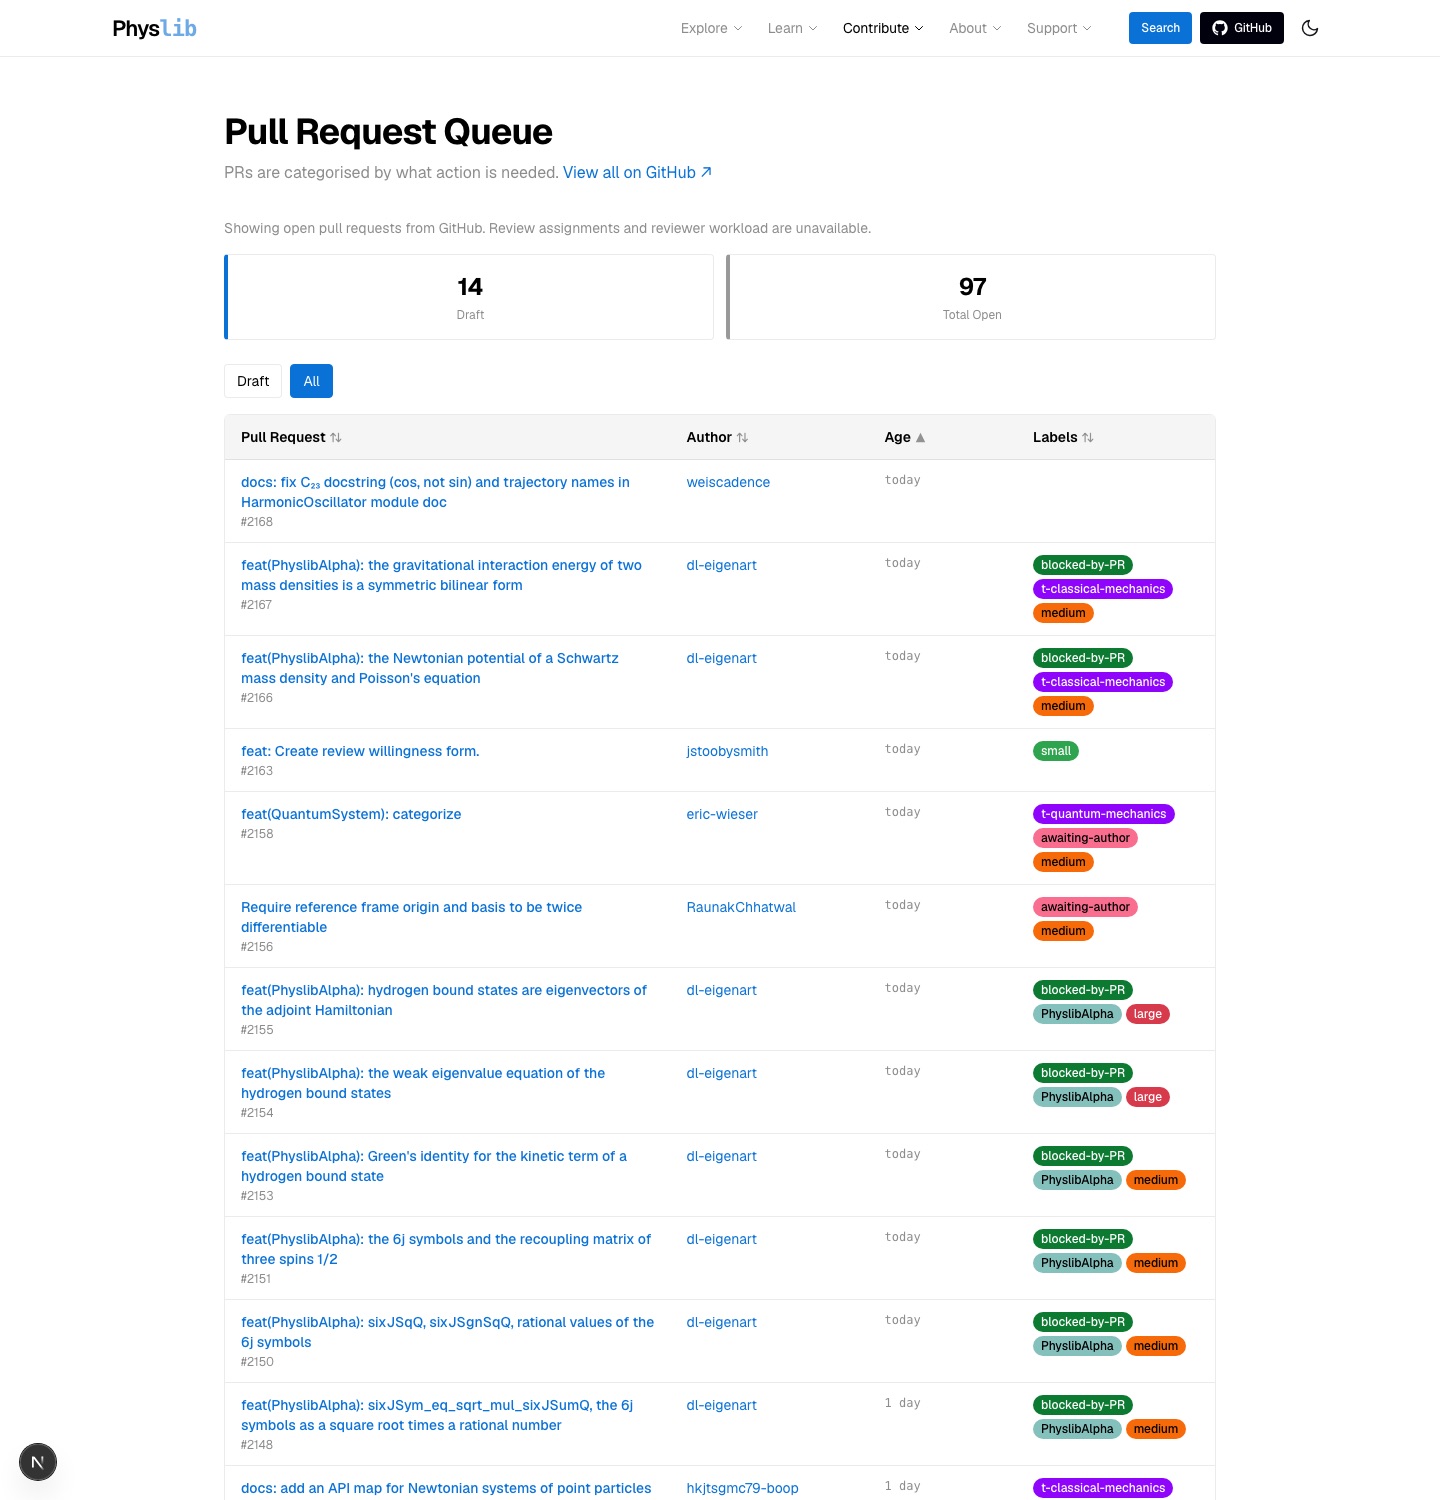 Physlib
Explore Learn Contribute About Support Search GitHub
Pull Request Queue
PRs are categorised by what action is needed. View all on GitHub ↗
Showing open pull requests from GitHub. Review assignments and reviewer workload are unavailable.
14
Draft
97
Total Open
Draft All
Pull Request ↑↓ Author ↑↓ Age ▲ Labels ↑↓
docs: fix C₂₃ docstring (cos, not sin) and trajectory names in
HarmonicOscillator module doc
#2168
weiscadence
today
feat(PhyslibAlpha): the gravitational interaction energy of two
mass densities is a symmetric bilinear form
#2167
dl-eigenart
today
blocked-by-PR
t-classical-mechanics
medium
feat(PhyslibAlpha): the Newtonian potential of a Schwartz
mass density and Poisson's equation
#2166
dl-eigenart
today
blocked-by-PR
t-classical-mechanics
medium
feat: Create review willingness form.
#2163
jstoobysmith
today
small
feat(QuantumSystem): categorize
#2158
eric-wieser
today
t-quantum-mechanics
awaiting-author
medium
Require reference frame origin and basis to be twice
differentiable
#2156
RaunakChhatwal
today
awaiting-author
medium
feat(PhyslibAlpha): hydrogen bound states are eigenvectors of
the adjoint Hamiltonian
#2155
dl-eigenart
today
blocked-by-PR
PhyslibAlpha large
feat(PhyslibAlpha): the weak eigenvalue equation of the
hydrogen bound states
#2154
dl-eigenart
today
blocked-by-PR
PhyslibAlpha large
feat(PhyslibAlpha): Green's identity for the kinetic term of a
hydrogen bound state
#2153
dl-eigenart
today
blocked-by-PR
PhyslibAlpha medium
feat(PhyslibAlpha): the 6j symbols and the recoupling matrix of
three spins 1/2
#2151
dl-eigenart
today
blocked-by-PR
PhyslibAlpha medium
feat(PhyslibAlpha): sixJSqQ, sixJSgnSqQ, rational values of the
6j symbols
#2150
dl-eigenart
today
blocked-by-PR
PhyslibAlpha medium
feat(PhyslibAlpha): sixJSym_eq_sqrt_mul_sixJSumQ, the 6j
symbols as a square root times a rational number
#2148
dl-eigenart
1 day
blocked-by-PR
PhyslibAlpha medium
docs: add an API map for Newtonian systems of point particles
hkjtsgmc79-boop
1 day
t-classical-mechanics
N